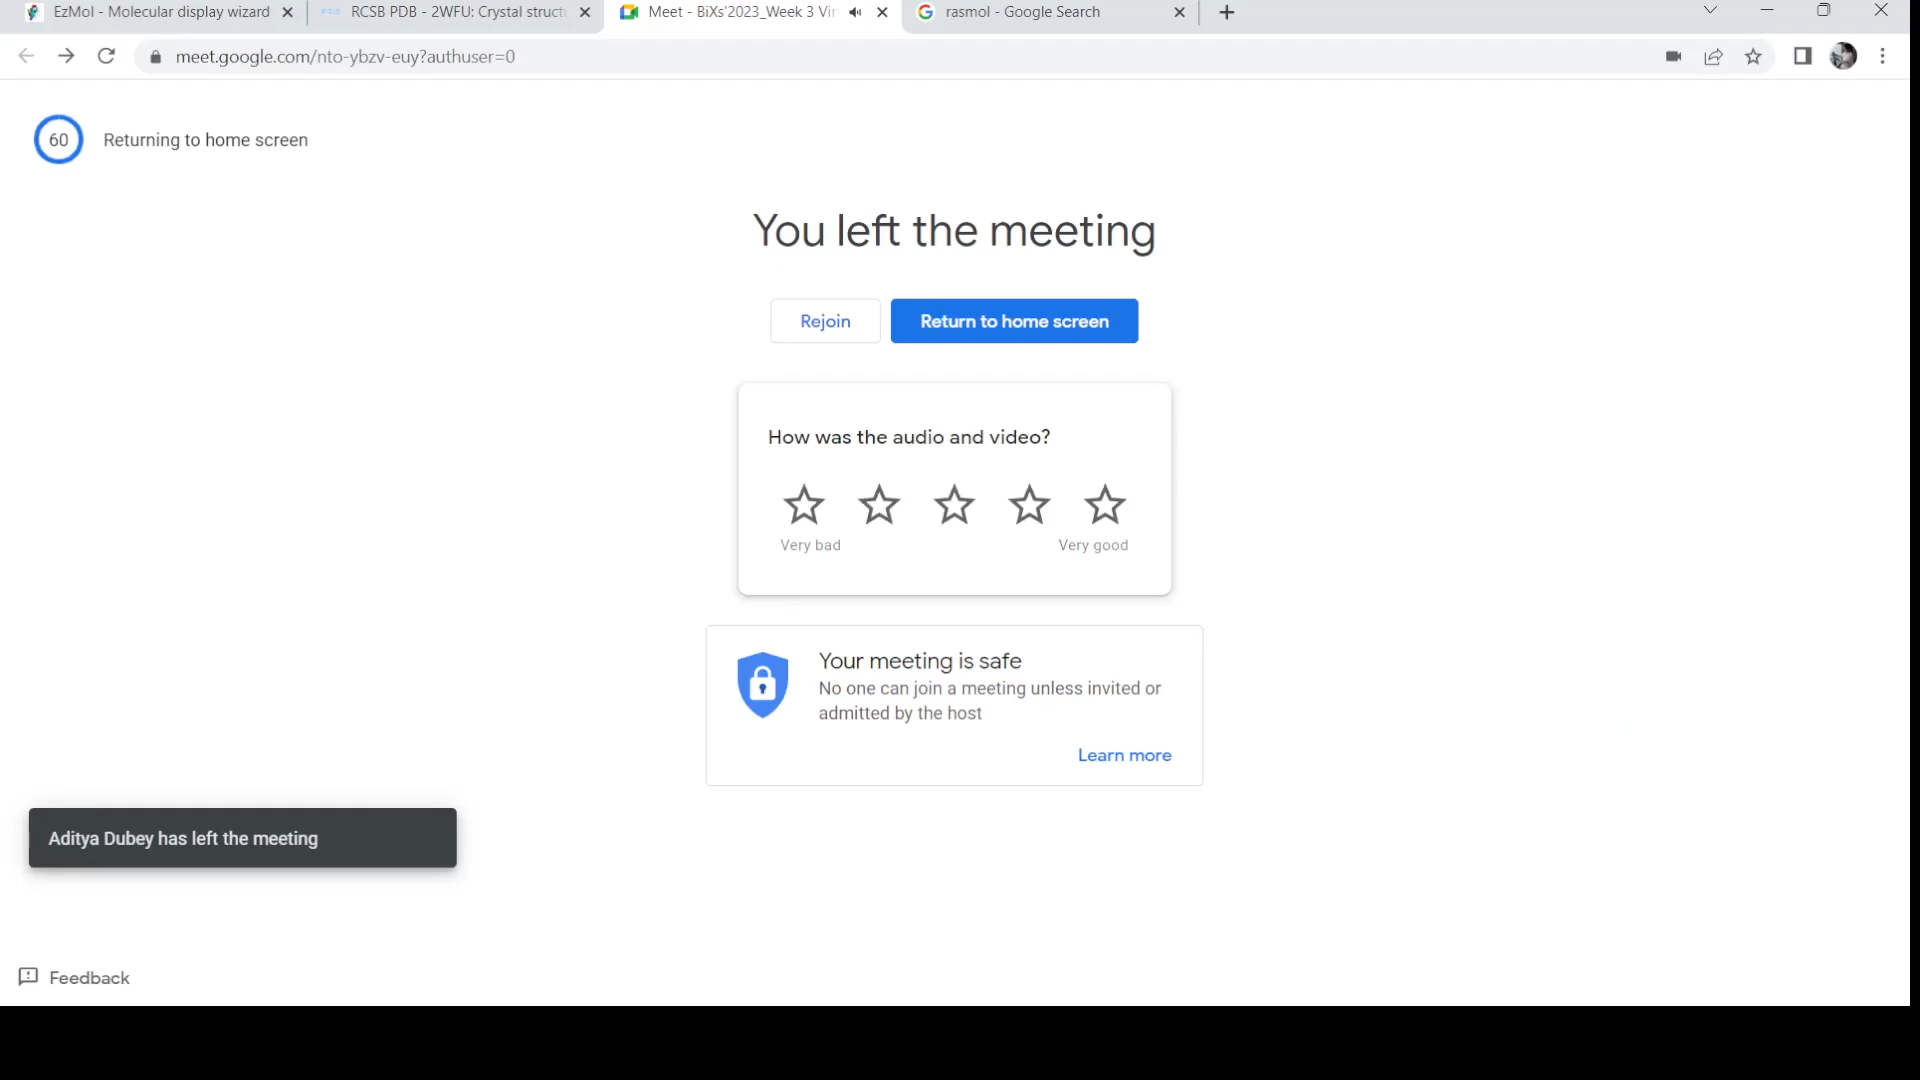 EzMol - Molecular display wizard
RCSB PDB - 2WFU: Crystal struct
Meet - BiXs'2023_Week 3 Vir
rasmol - Google Search
meet.google.com/nto-ybzv-euy?authuser=0
60
Returning to home screen
You left the meeting
Rejoin
Return to home screen
How was the audio and video?
Very bad
Very good
Your meeting is safe
No one can join a meeting unless invited or
admitted by the host
Learn more
Aditya Dubey has left the meeting
Feedback